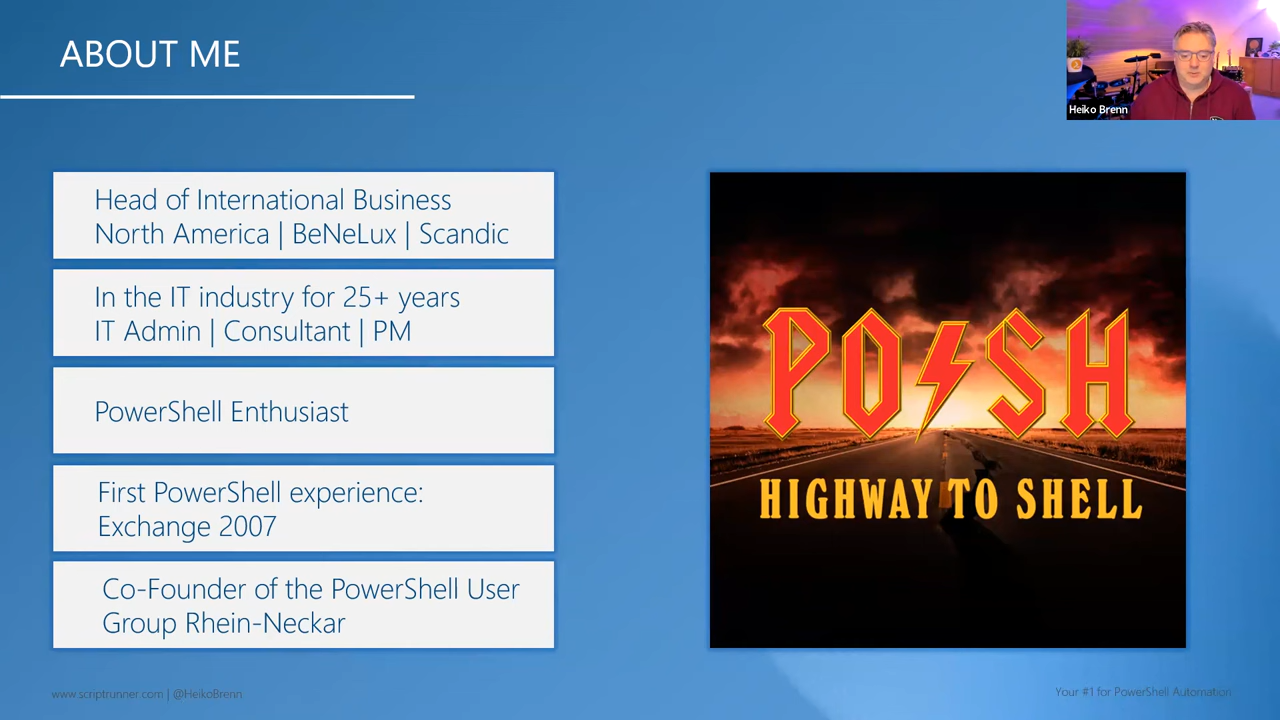 ABOUT ME
Heiko Brenn
Head of International Business
North America | BeNeLux | Scandic
In the IT industry for 25+ years
IT Admin | Consultant | PM
PowerShell Enthusiast
First PowerShell experience:
Exchange 2007
Co-Founder of the PowerShell User
Group Rhein-Neckar
PO⚡SH
HIGHWAY TO SHELL
www.scriptrunner.com | @HeikoBrenn
Your #1 for PowerShell Automation